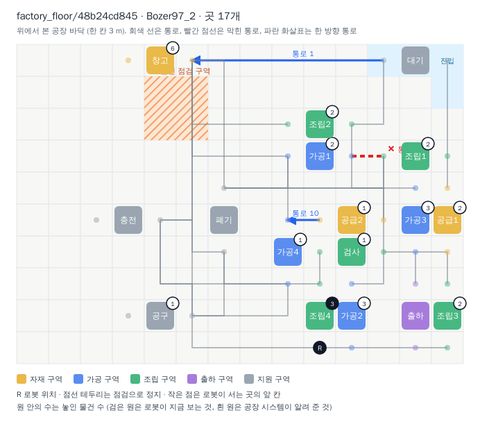 factory_floor/48b24cd845 · Bozer97_2 · 곳 17개
위에서 본 공장 바닥 (한 칸 3 m). 회색 선은 통로, 빨간 점선은 막힌 통로, 파란 화살표는 한 방향 통로
창고 6
통로 1
대기
점검 구역
조립2 2
가공1 2
조립1 2
충전
폐기
통로 10
공급2 1
가공3 3
공급1 2
가공4 1
검사 1
공구 1
조립4 3
가공2 3
출하
조립3 2
R
자재 구역 가공 구역 조립 구역 출하 구역 지원 구역
R 로봇 위치 · 점선 테두리는 점검으로 정지 · 작은 점은 로봇이 서는 곳의 앞 칸
원 안의 수는 놓인 물건 수 (검은 원은 로봇이 지금 보는 것, 흰 원은 공장 시스템이 알려 준 것)